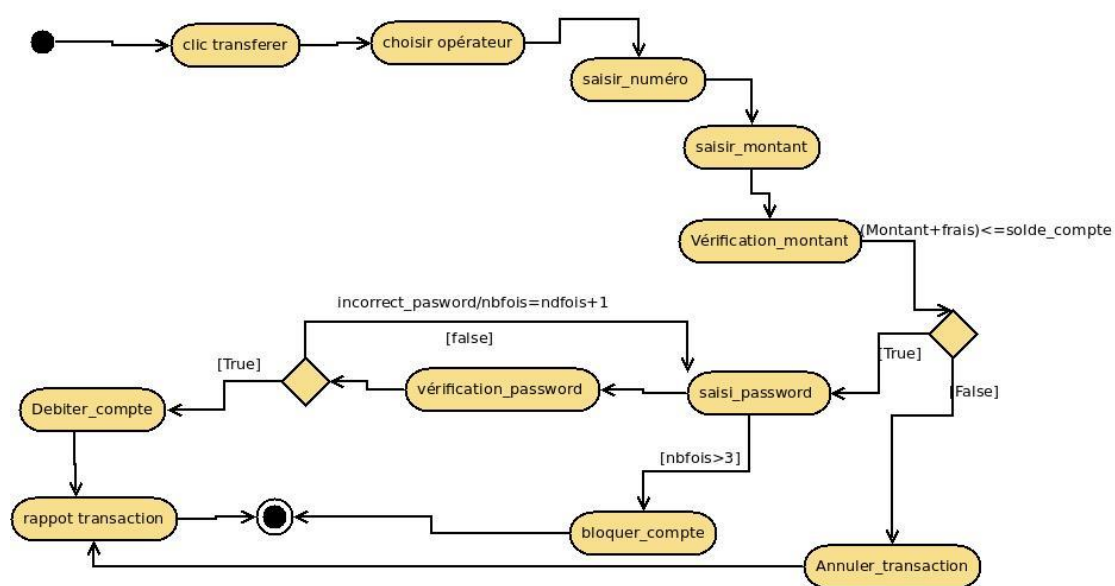 clic transferer
choisir opérateur
saisir_numéro
saisir_montant
Vérification_montant
(Montant+frais)<=solde_compte
incorrect_pasword/nbfois=ndfois+1
[false]
[True]
[True]
vérification_password
saisi_password
False]
Debiter_compte
[nbfois>3]
rappot transaction
bloquer_compte
Annuler_transaction